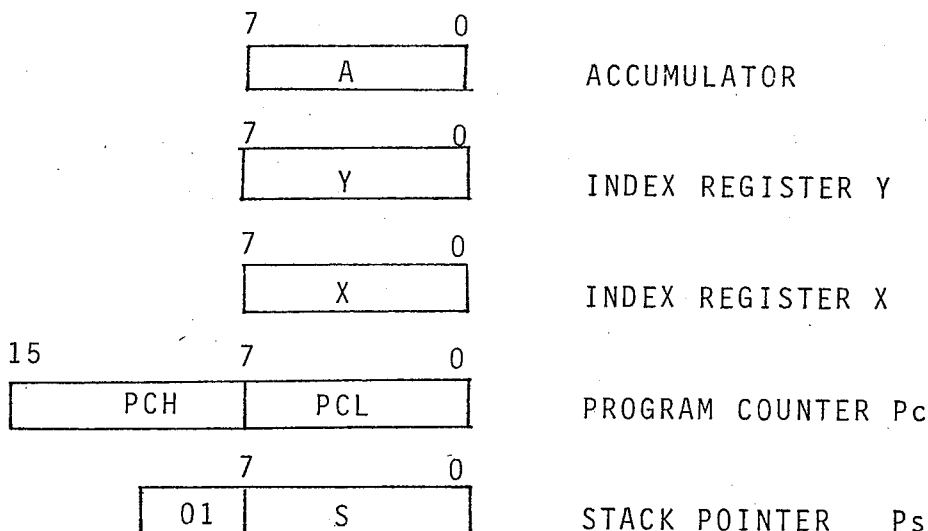 7 0
A ACCUMULATOR
7 0
Y INDEX REGISTER Y
7 0
X INDEX REGISTER X
15 7 0
PCH PCL PROGRAM COUNTER Pc
7 0
01 S STACK POINTER Ps